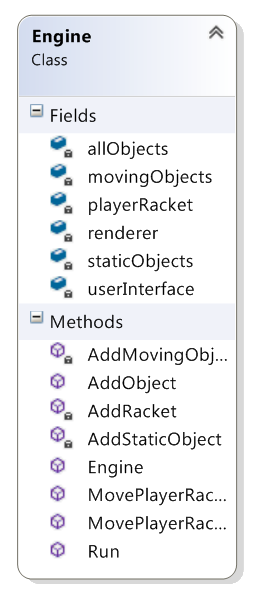 Engine
Class
Fields
allObjects
movingObjects
playerRacket
renderer
staticObjects
userInterface
Methods
AddMovingObj...
AddObject
AddRacket
AddStaticObject
Engine
MovePlayerRac...
MovePlayerRac...
Run